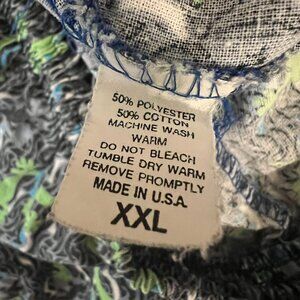 50% POLYESTER
50% COTTON
MACHINE WASH
WARM
DO NOT BLEACH
TUMBLE DRY WARM
REMOVE PROMPTLY
MADE IN U.S.A.
XXL